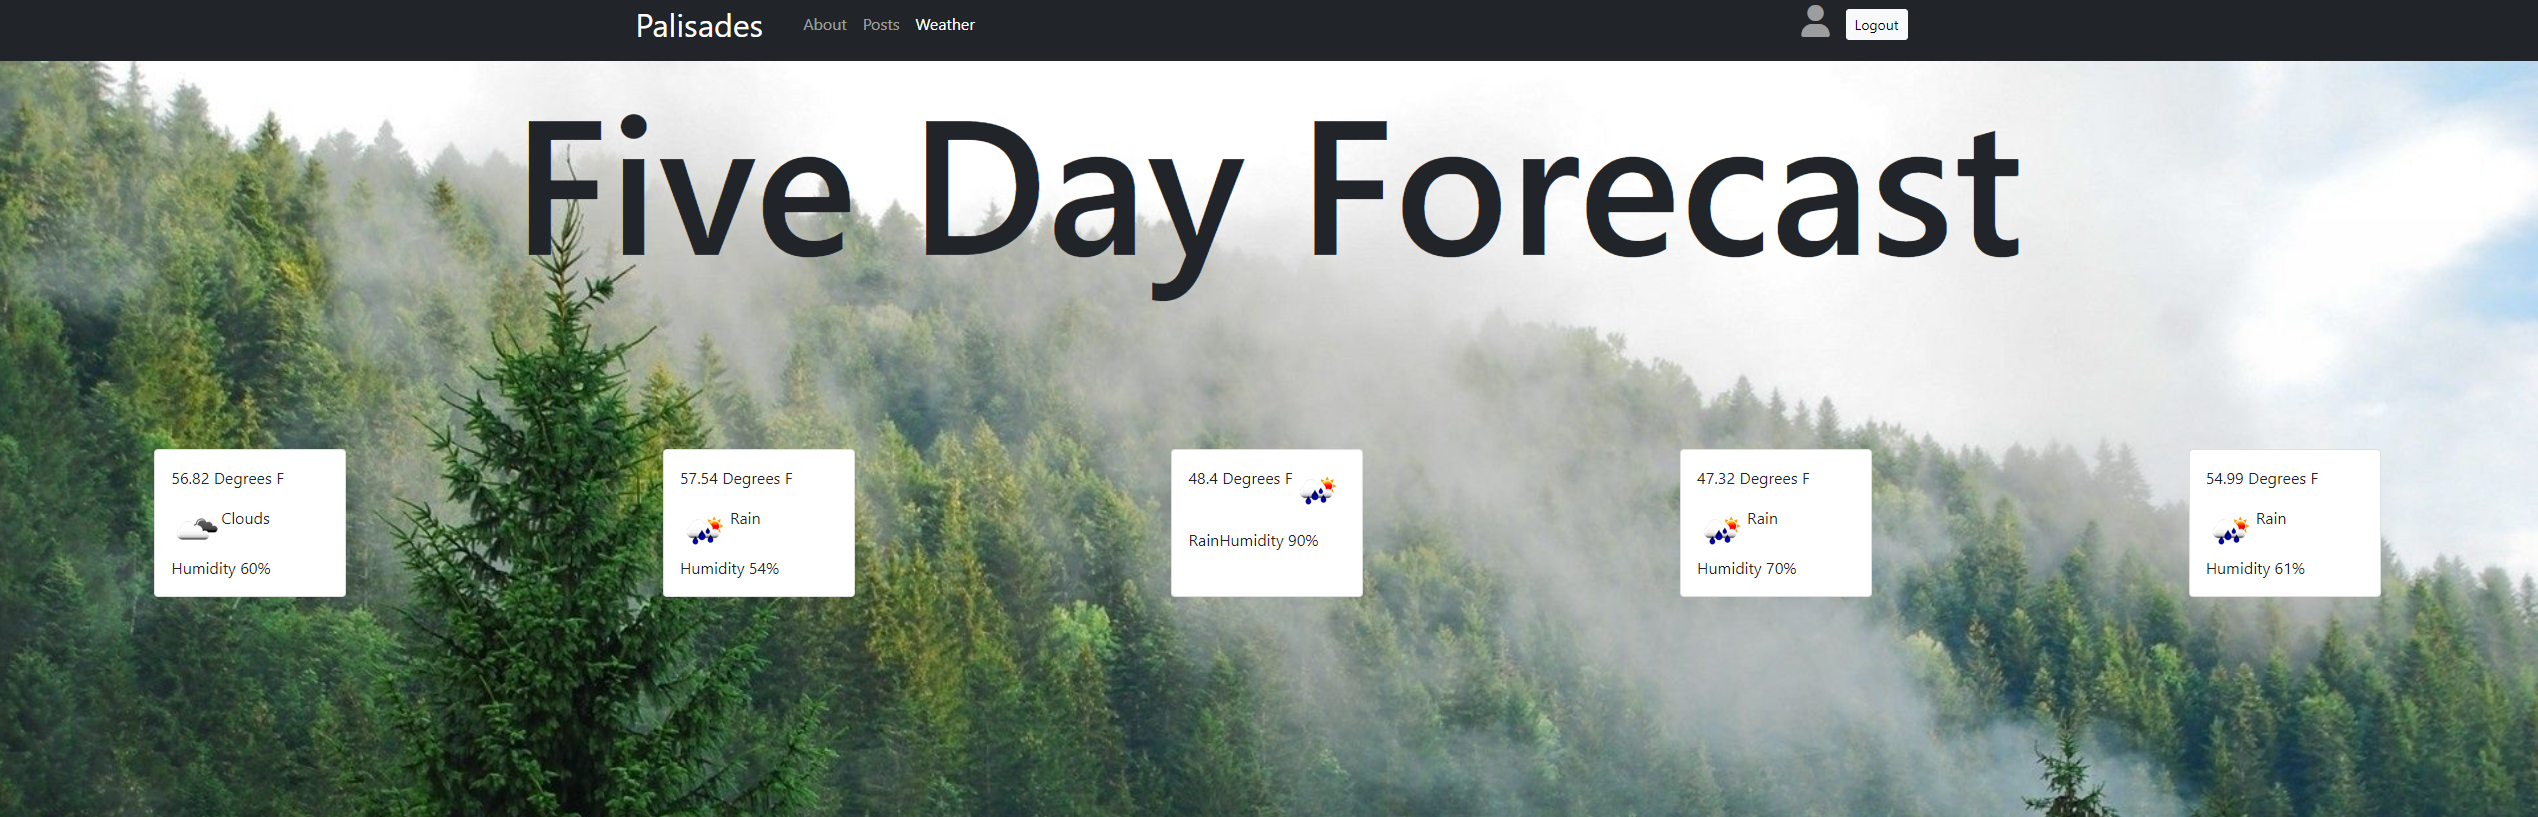 Palisades About Posts Weather Logout
Five Day Forecast
56.82 Degrees F
Clouds
Humidity 60%
57.54 Degrees F
Rain
Humidity 54%
48.4 Degrees F
RainHumidity 90%
47.32 Degrees F
Rain
Humidity 70%
54.99 Degrees F
Rain
Humidity 61%